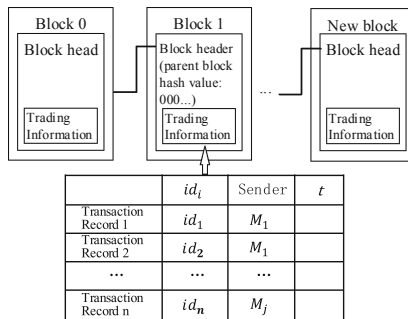 Block 0
Block head
Trading
Information
Block 1
Block header
(parent block
hash value:
000...)
Trading
Information
...
New block
Block head
Trading
Information
id_i Sender t
Transaction
Record 1 id_1 M_1
Transaction
Record 2 id_2 M_1
... ... ...
Transaction
Record n id_n M_j